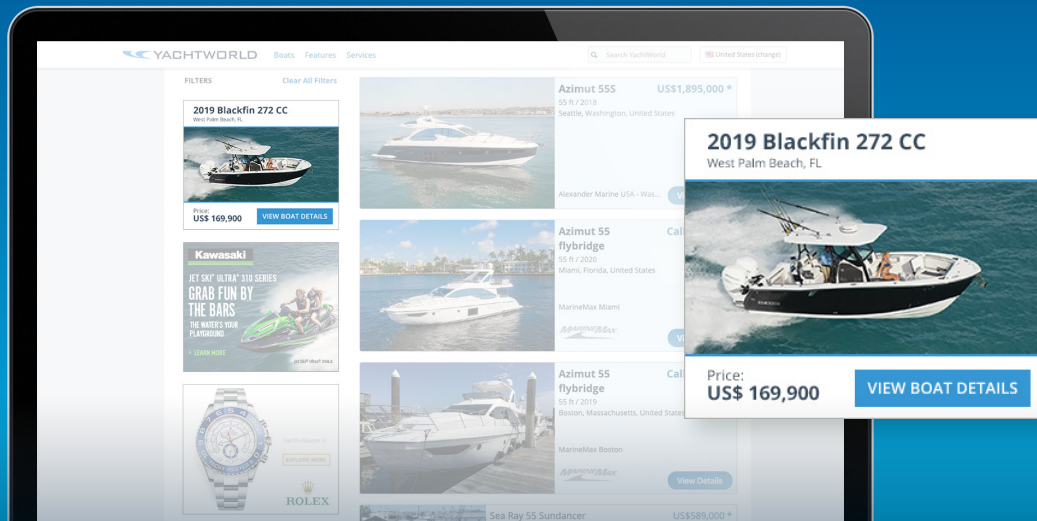 YACHTWORLD
Boats Features Services
Search YachtWorld
United States (change)
FILTERS
Clear All Filters
2019 Blackfin 272 CC
West Palm Beach, FL
Price:
US$ 169,900
VIEW BOAT DETAILS
Kawasaki
JET SKI® ULTRA® 310 SERIES
GRAB FUN BY
THE BARS
THE WATER'S YOUR
PLAYGROUND
> LEARN MORE
EXPLORE MORE
ROLEX
Azimut 55S
US$1,895,000 *
55 ft / 2018
Seattle, Washington, United States
Alexander Marine USA - Was...
Azimut 55
flybridge
Call
55 ft / 2020
Miami, Florida, United States
MarineMax Miami
MARINEMAX
Azimut 55
flybridge
Call
55 ft / 2019
Boston, Massachusetts, United States
MarineMax Boston
MARINEMAX
View Details
Sea Ray 55 Sundancer
US$589,000 *
2019 Blackfin 272 CC
West Palm Beach, FL
Price:
US$ 169,900
VIEW BOAT DETAILS